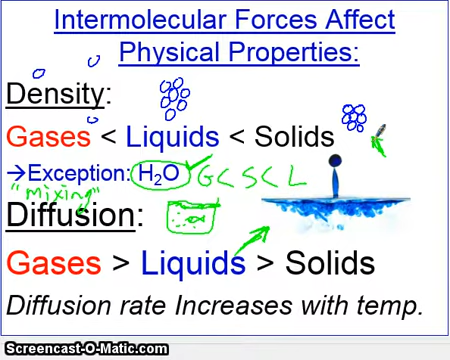 Intermolecular Forces Affect
Physical Properties:
Density:
Gases < Liquids < Solids
→Exception: H₂O G < S < L
"mixing"
Diffusion:
Gases > Liquids > Solids
Diffusion rate Increases with temp.
Screencast-O-Matic.com